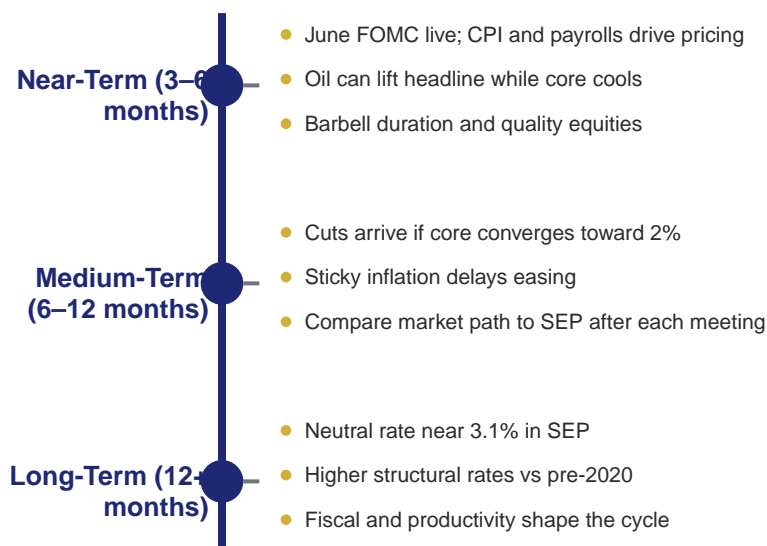 Near-Term (3–6
months)
June FOMC live; CPI and payrolls drive pricing
Oil can lift headline while core cools
Barbell duration and quality equities
Medium-Term
(6–12 months)
Cuts arrive if core converges toward 2%
Sticky inflation delays easing
Compare market path to SEP after each meeting
Long-Term (12+
months)
Neutral rate near 3.1% in SEP
Higher structural rates vs pre-2020
Fiscal and productivity shape the cycle